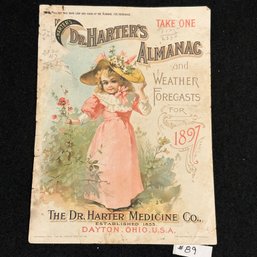 TAKE ONE
DR. HARTER'S
ALMANAC
and
WEATHER
FORECASTS
FOR
1897
THE DR. HARTER MEDICINE CO.,
ESTABLISHED 1855
DAYTON, OHIO, U.S.A.
#89